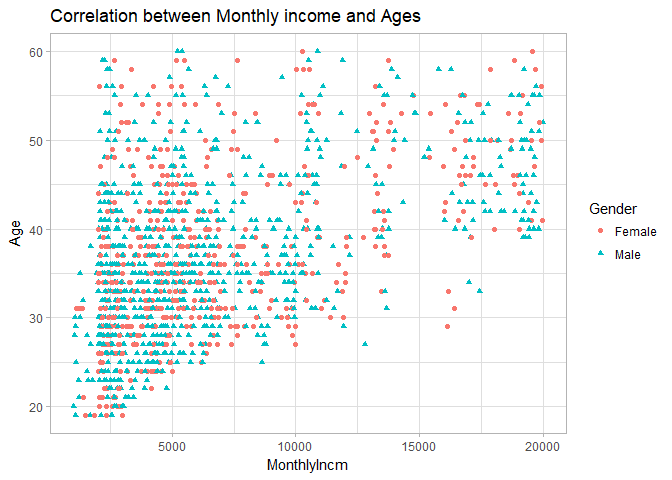 Correlation between Monthly income and Ages
60
50
40
30
20
Age
5000
10000
15000
20000
MonthlyIncm
Gender
Female
Male